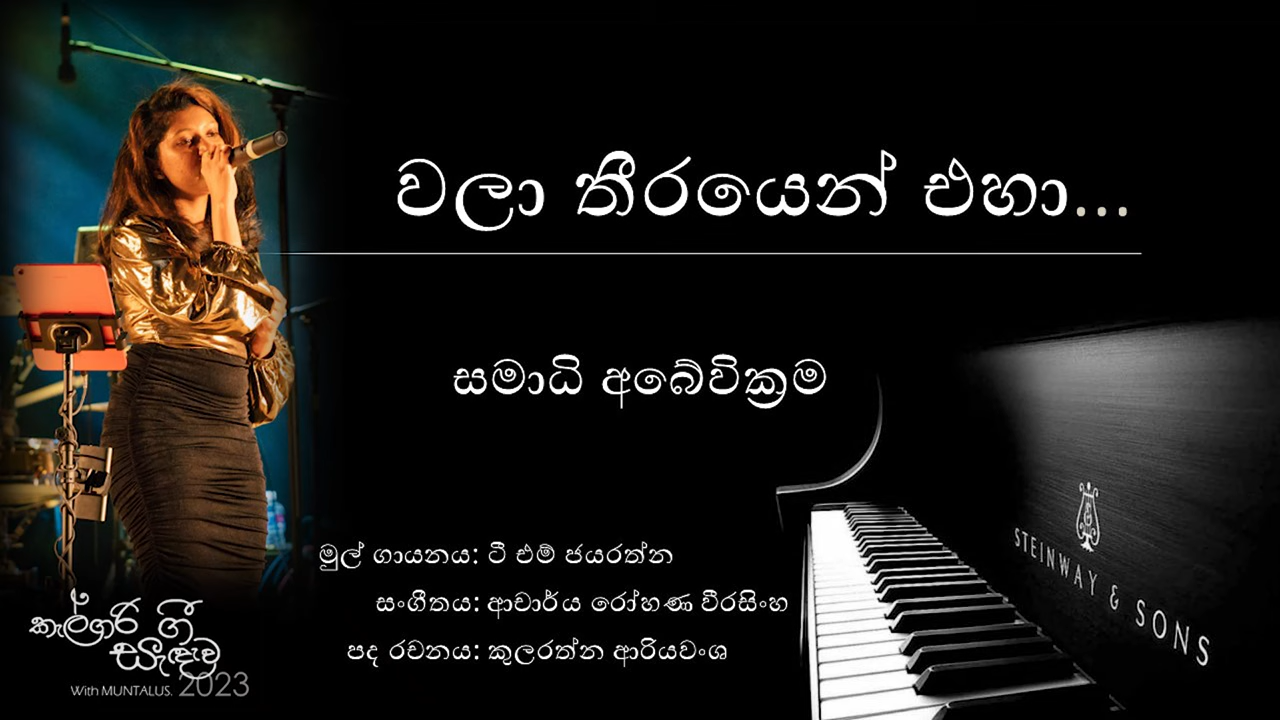 වලා තීරයෙන් එහා...
සමාධි අබේවික්‍රම
මුල් ගායනය: ටී එම් ජයරත්න
සංගීතය: ආචාර්ය රෝහණ වීරසිංහ
පද රචනය: කුලරත්න ආරියවංශ
කැල්ගරි ගී
සැඳෑව
With MUNTALUS. 2023
STEINWAY & SONS